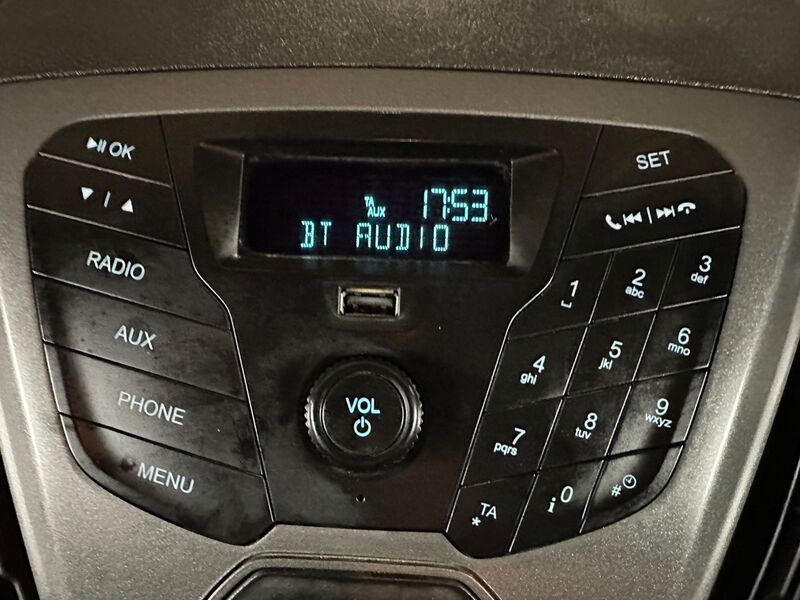 OK
SET
TA
AUX
17:53
BT AUDIO
RADIO
AUX
PHONE
MENU
VOL
1
2
abc
3
def
4
ghi
5
jkl
6
mno
7
pqrs
8
tuv
9
wxyz
* TA
i 0
#